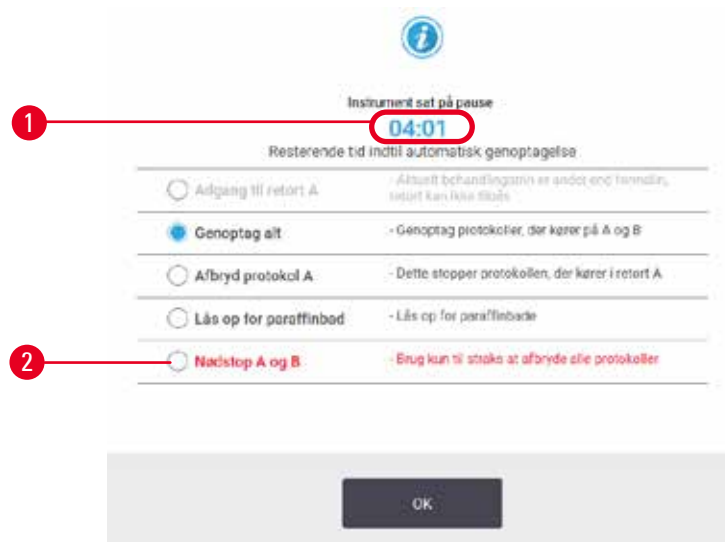 Instrument sat på pause
1
04:01
Resterende tid indtil automatisk genoptagelse
Adgang til retort A - Aktuelt behandlingstrin er andet end formalin,
retort kan ikke tilgås
Genoptag alt - Genoptag protokoller, der kører på A og B
Afbryd protokol A - Dette stopper protokollen, der kører i retort A
Lås op for paraffinbad - Lås op for paraffinbade
2 Nødstop A og B - Brug kun til straks at afbryde alle protokoller
OK